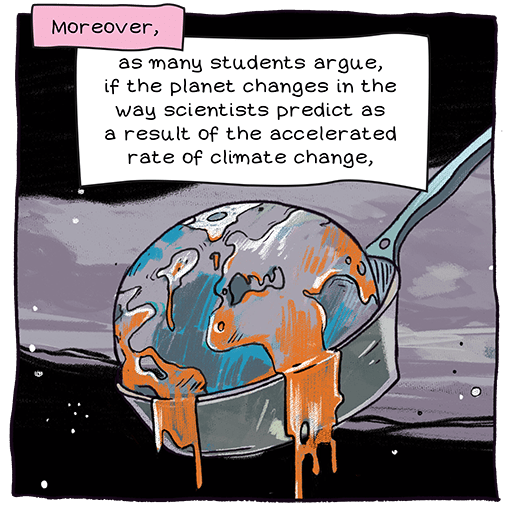 Moreover,
as many students argue,
if the planet changes in the
way scientists predict as
a result of the accelerated
rate of climate change,